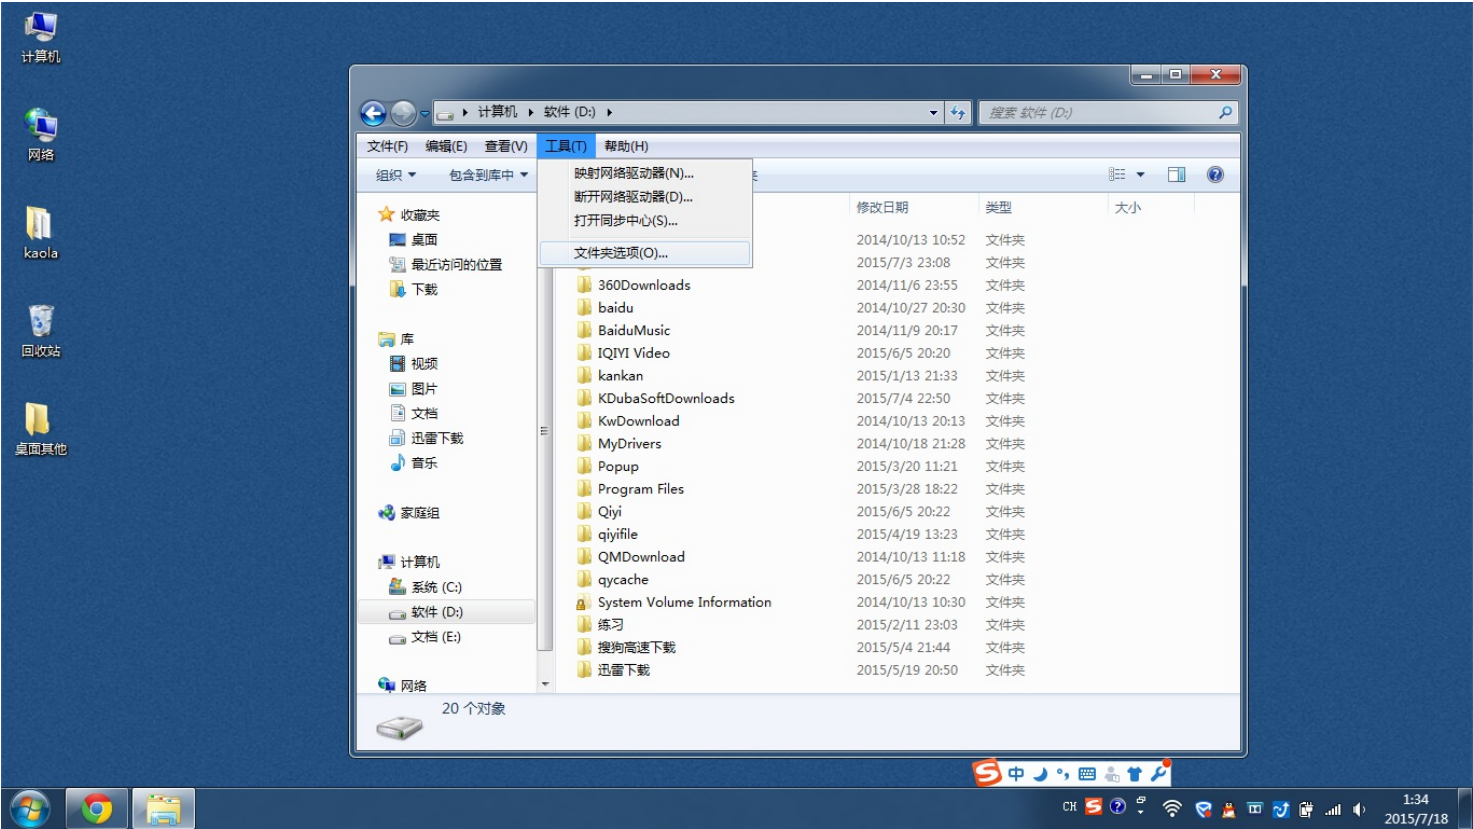 计算机
网络
kaola
回收站
桌面其他
计算机 软件 (D:)
搜索 软件 (D:)
文件(F) 编辑(E) 查看(V) 工具(T) 帮助(H)
组织 包含到库中
映射网络驱动器(N)...
断开网络驱动器(D)...
打开同步中心(S)...
文件夹选项(O)...
收藏夹
桌面
最近访问的位置
下载
库
视频
图片
文档
迅雷下载
音乐
家庭组
计算机
系统 (C:)
软件 (D:)
文档 (E:)
网络
修改日期 类型 大小
2014/10/13 10:52 文件夹
2015/7/3 23:08 文件夹
360Downloads 2014/11/6 23:55 文件夹
baidu 2014/10/27 20:30 文件夹
BaiduMusic 2014/11/9 20:17 文件夹
IQIYI Video 2015/6/5 20:20 文件夹
kankan 2015/1/13 21:33 文件夹
KDubaSoftDownloads 2015/7/4 22:50 文件夹
KwDownload 2014/10/13 20:13 文件夹
MyDrivers 2014/10/18 21:28 文件夹
Popup 2015/3/20 11:21 文件夹
Program Files 2015/3/28 18:22 文件夹
Qiyi 2015/6/5 20:22 文件夹
qiyifile 2015/4/19 13:23 文件夹
QMDownload 2014/10/13 11:18 文件夹
qycache 2015/6/5 20:22 文件夹
System Volume Information 2014/10/13 10:30 文件夹
练习 2015/2/11 23:03 文件夹
搜狗高速下载 2015/5/4 21:44 文件夹
迅雷下载 2015/5/19 20:50 文件夹
20 个对象
中
CH
1:34
2015/7/18